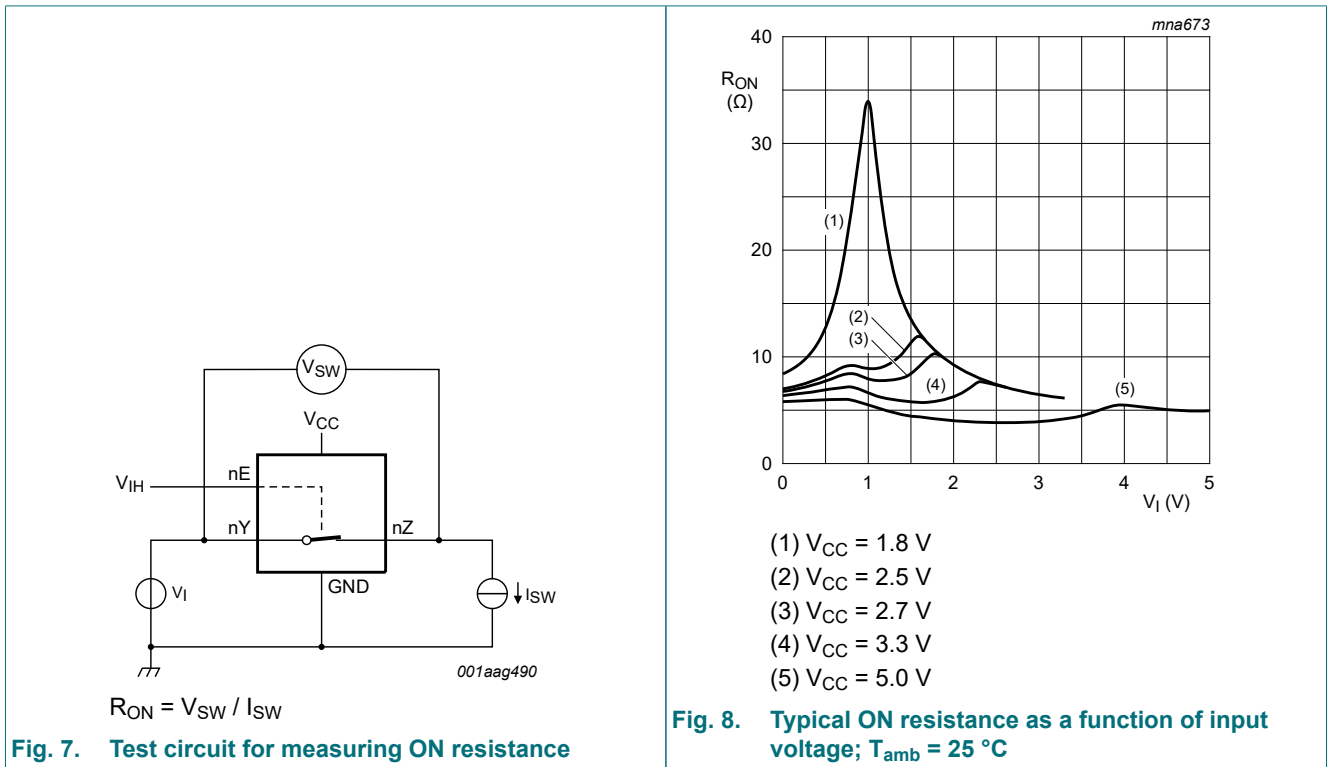 V_SW
V_CC
V_IH
nE
nY
nZ
GND
V_I
I_SW
001aag490
R_ON = V_SW / I_SW
Fig. 7. Test circuit for measuring ON resistance
mna673
40
R_ON
(Ω)
30
(1)
20
(2)
(3)
10
(4)
(5)
0
0 1 2 3 4 5
V_I (V)
(1) V_CC = 1.8 V
(2) V_CC = 2.5 V
(3) V_CC = 2.7 V
(4) V_CC = 3.3 V
(5) V_CC = 5.0 V
Fig. 8. Typical ON resistance as a function of input
voltage; T_amb = 25 °C